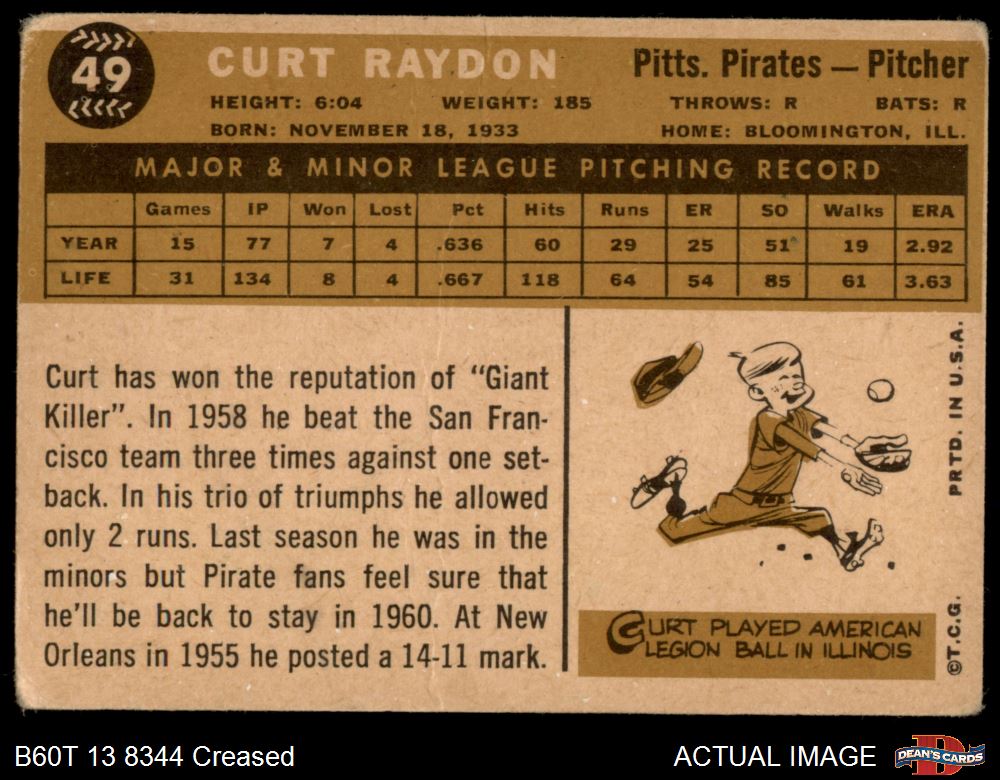 49
CURT RAYDON
Pitts. Pirates — Pitcher
HEIGHT: 6:04 WEIGHT: 185 THROWS: R BATS: R
BORN: NOVEMBER 18, 1933 HOME: BLOOMINGTON, ILL.
MAJOR & MINOR LEAGUE PITCHING RECORD
Games IP Won Lost Pct Hits Runs ER SO Walks ERA
YEAR 15 77 7 4 .636 60 29 25 51 19 2.92
LIFE 31 134 8 4 .667 118 64 54 85 61 3.63
Curt has won the reputation of “Giant
Killer”. In 1958 he beat the San Fran-
cisco team three times against one set-
back. In his trio of triumphs he allowed
only 2 runs. Last season he was in the
minors but Pirate fans feel sure that
he'll be back to stay in 1960. At New
Orleans in 1955 he posted a 14-11 mark.
CURT PLAYED AMERICAN
LEGION BALL IN ILLINOIS
©T.C.G. PRTD. IN U.S.A.
B60T 13 8344 Creased
ACTUAL IMAGE
DEAN'S CARDS